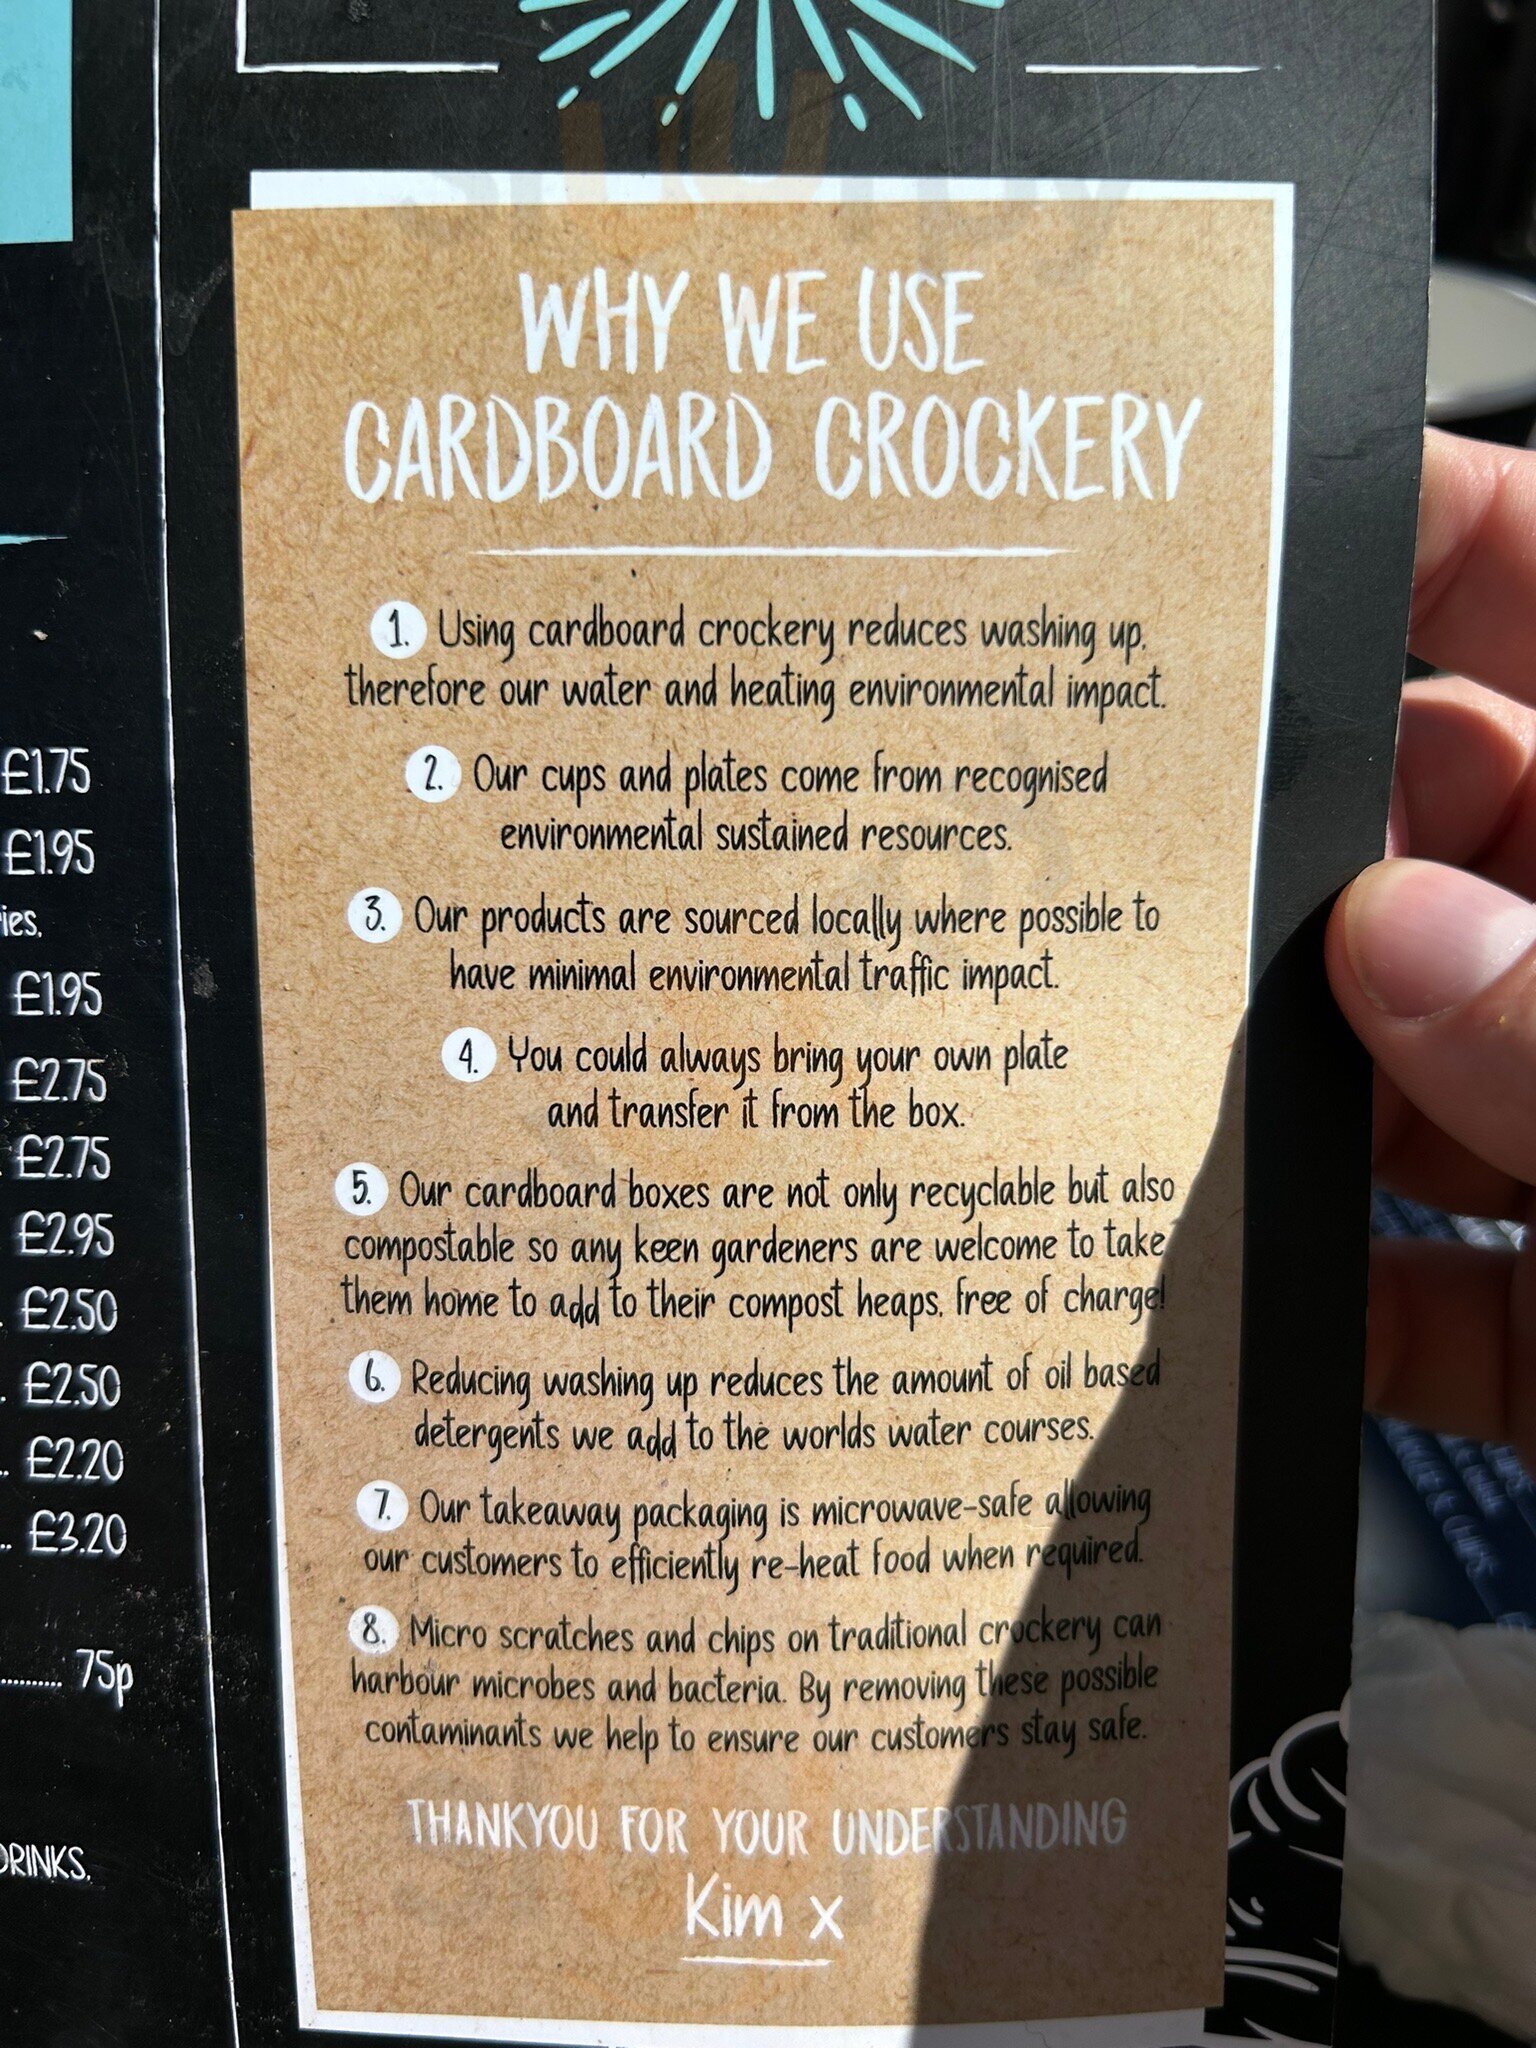 WHY WE USE
CARDBOARD CROCKERY
1. Using cardboard crockery reduces washing up,
therefore our water and heating environmental impact.
2. Our cups and plates come from recognised
environmental sustained resources.
3. Our products are sourced locally where possible to
have minimal environmental traffic impact.
4. You could always bring your own plate
and transfer it from the box.
5. Our cardboard boxes are not only recyclable but also
compostable so any keen gardeners are welcome to take
them home to add to their compost heaps, free of charge!
6. Reducing washing up reduces the amount of oil based
detergents we add to the worlds water courses.
7. Our takeaway packaging is microwave-safe allowing
our customers to efficiently re-heat food when required.
8. Micro scratches and chips on traditional crockery can
harbour microbes and bacteria. By removing these possible
contaminants we help to ensure our customers stay safe.
THANKYOU FOR YOUR UNDERSTANDING
Kim x
£1.75
£1.95
£1.95
£2.75
£2.75
£2.95
£2.50
£2.50
£2.20
£3.20
75p
DRINKS,